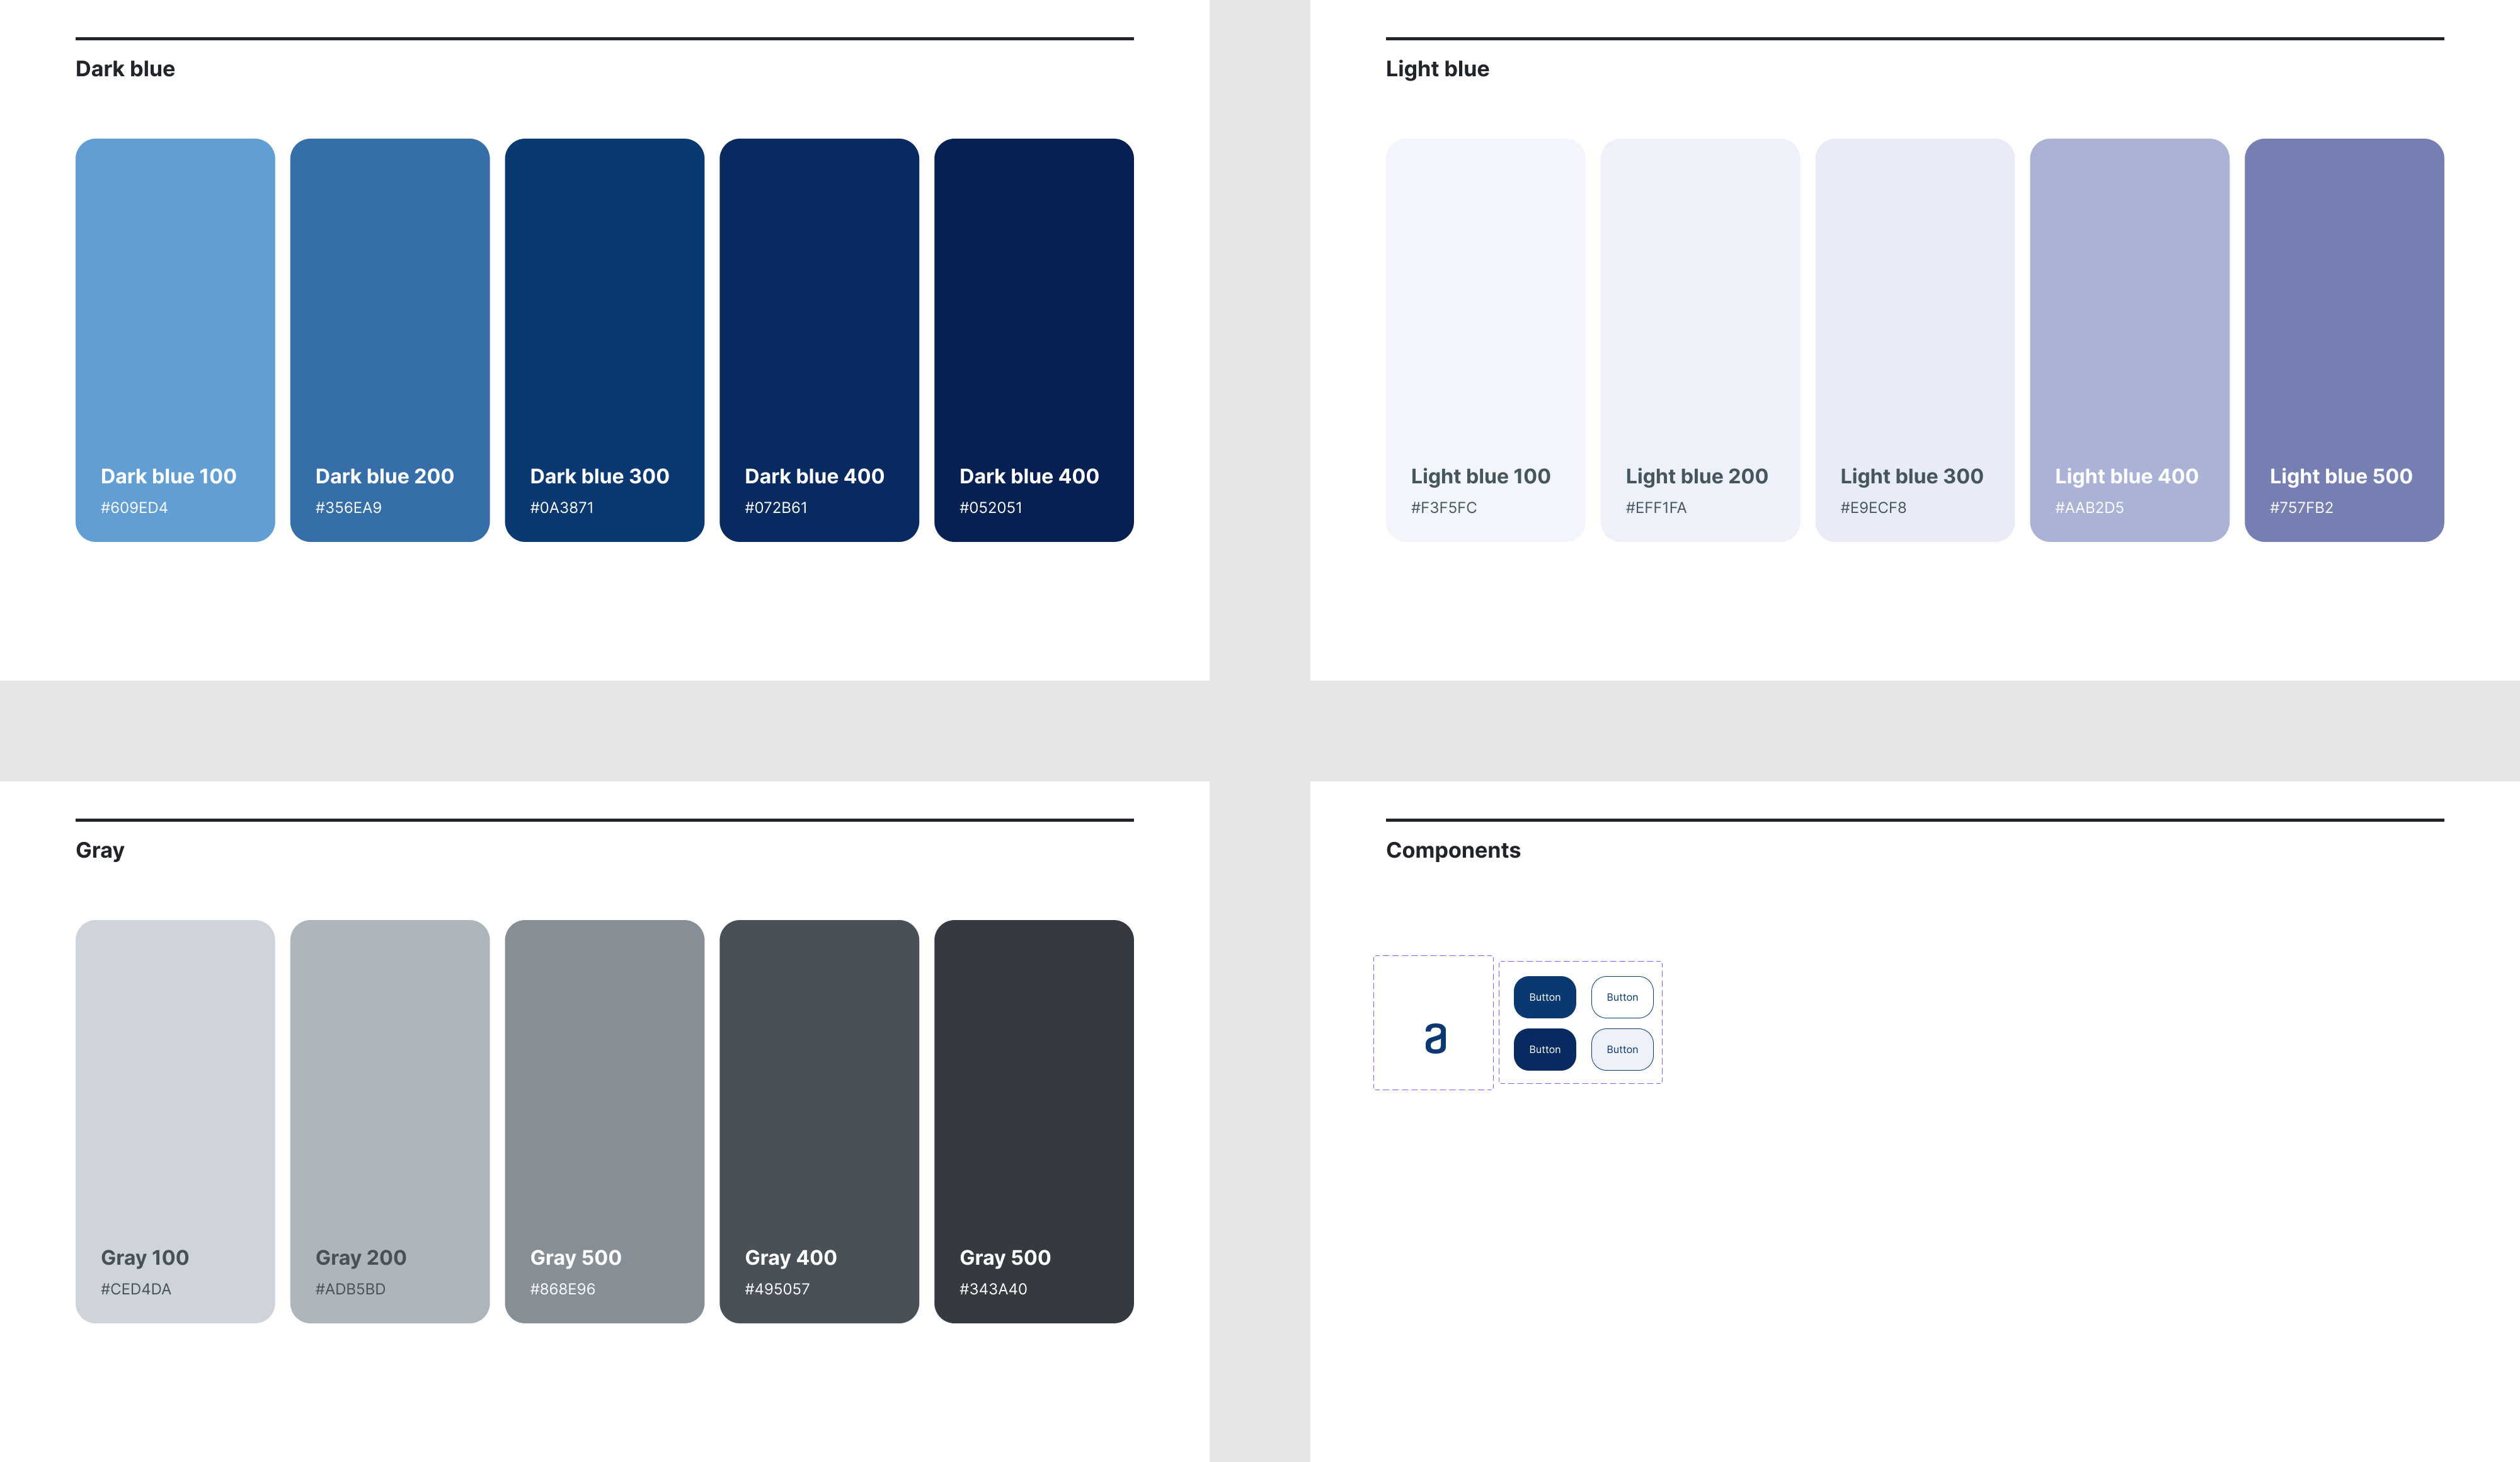 Dark blue
Dark blue 100
#609ED4
Dark blue 200
#356EA9
Dark blue 300
#0A3871
Dark blue 400
#072B61
Dark blue 400
#052051
Light blue
Light blue 100
#F3F5FC
Light blue 200
#EFF1FA
Light blue 300
#E9ECF8
Light blue 400
#AAB2D5
Light blue 500
#757FB2
Gray
Gray 100
#CED4DA
Gray 200
#ADB5BD
Gray 500
#868E96
Gray 400
#495057
Gray 500
#343A40
Components
a
Button
Button
Button
Button